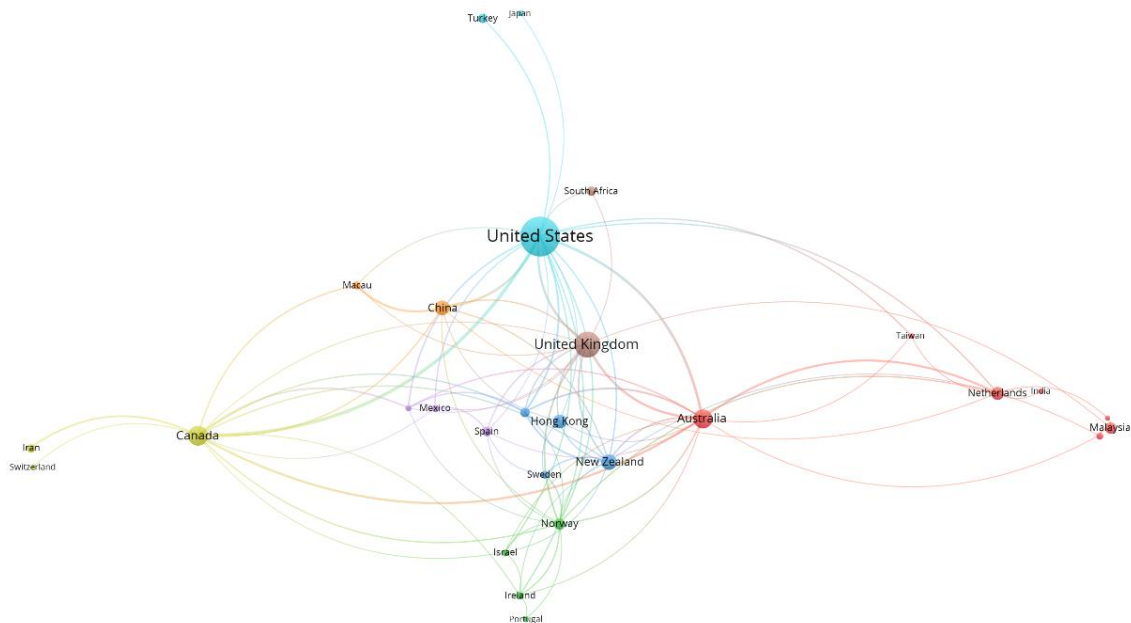 Turkey
Japan
South Africa
United States
Macau
China
United Kingdom
Taiwan
Netherlands
India
Mexico
Hong Kong
Australia
Malaysia
Canada
Spain
Iran
New Zealand
Switzerland
Sweden
Norway
Israel
Ireland
Portugal